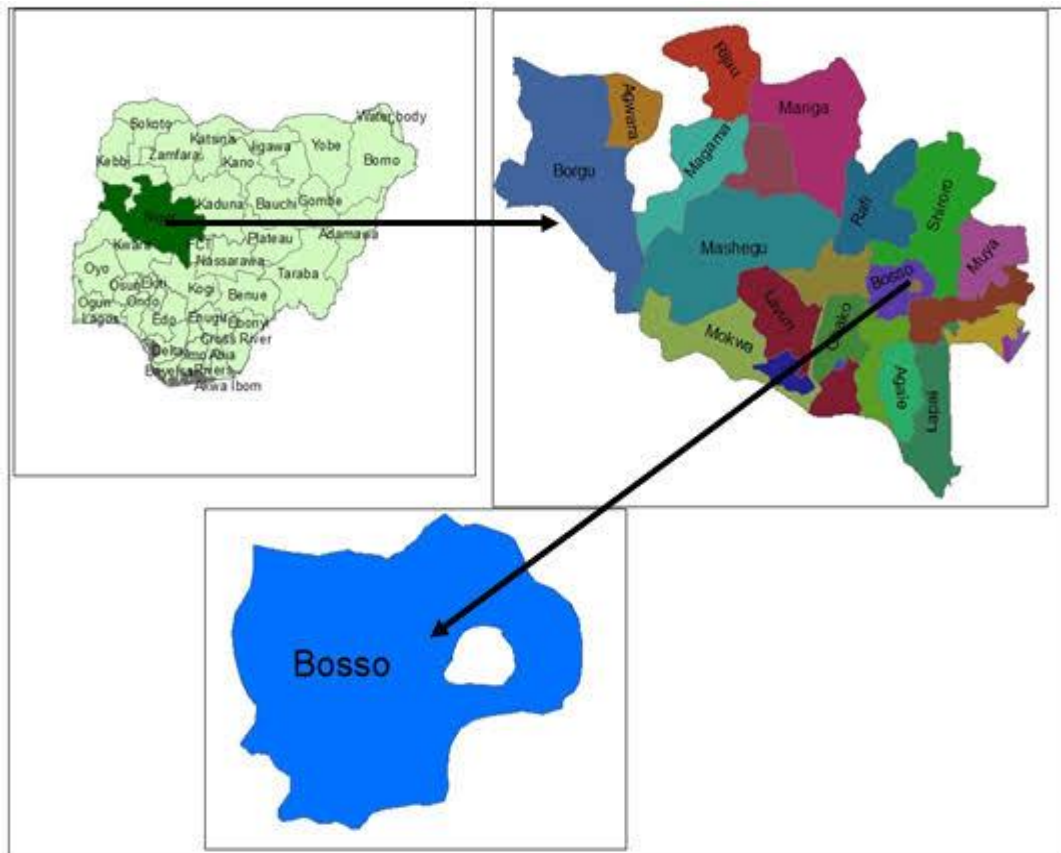 Water body
Sokoto
Katsina
Jigawa
Yobe
Borno
Kebbi
Zamfara
Kano
Kaduna
Bauchi
Gombe
Adamawa
Kwara
FCT
Plateau
Nassarawa
Taraba
Oyo
Osun
Ekiti
Kogi
Benue
Ogun
Ondo
Lagos
Edo
Enugu
Ebonyi
Cross River
Delta
Imo
Abia
Rivers
Akwa Ibom
Rijau
Agwara
Mariga
Magama
Borgu
Rafi
Shiroro
Mashegu
Muya
Bosso
Lavun
Mokwa
Agaie
Lapai
Bosso